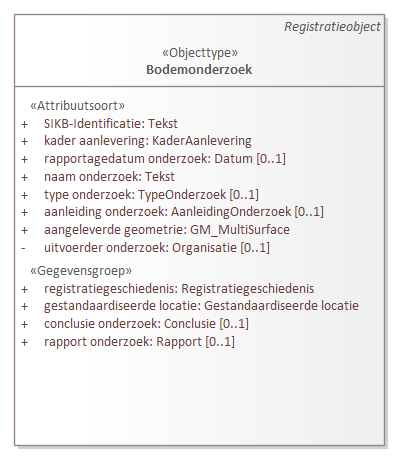 Registratieobject
«Objecttype»
Bodemonderzoek
«Attribuutsoort»
+ SIKB-Identificatie: Tekst
+ kader aanlevering: KaderAanlevering
+ rapportagedatum onderzoek: Datum [0..1]
+ naam onderzoek: Tekst
+ type onderzoek: TypeOnderzoek [0..1]
+ aanleiding onderzoek: AanleidingOnderzoek [0..1]
+ aangeleverde geometrie: GM_MultiSurface
- uitvoerder onderzoek: Organisatie [0..1]
«Gegevensgroep»
+ registratiegeschiedenis: Registratiegeschiedenis
+ gestandaardiseerde locatie: Gestandaardiseerde locatie
+ conclusie onderzoek: Conclusie [0..1]
+ rapport onderzoek: Rapport [0..1]